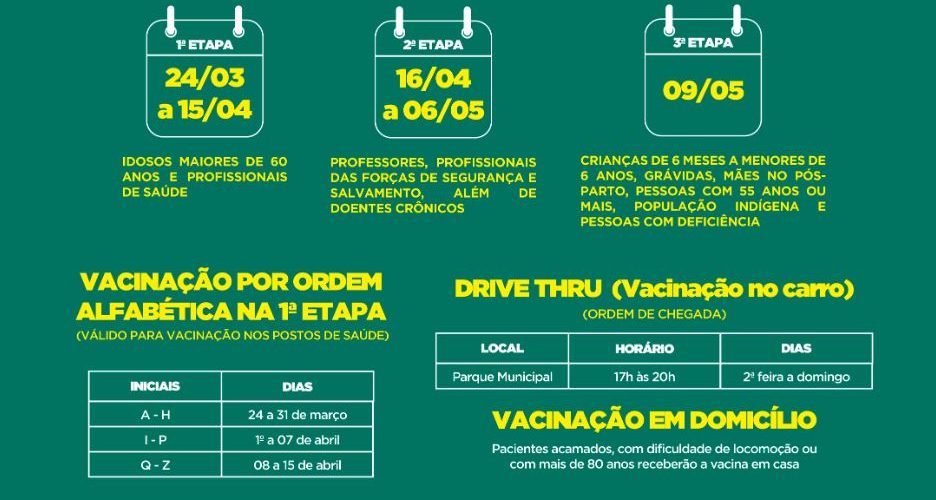 1ª ETAPA
24/03
a 15/04
IDOSOS MAIORES DE 60
ANOS E PROFISSIONAIS
DE SAÚDE
2ª ETAPA
16/04
a 06/05
PROFESSORES, PROFISSIONAIS
DAS FORÇAS DE SEGURANÇA E
SALVAMENTO, ALÉM DE
DOENTES CRÔNICOS
3ª ETAPA
09/05
CRIANÇAS DE 6 MESES A MENORES DE
6 ANOS, GRÁVIDAS, MÃES NO PÓS-
PARTO, PESSOAS COM 55 ANOS OU
MAIS, POPULAÇÃO INDÍGENA E
PESSOAS COM DEFICIÊNCIA
VACINAÇÃO POR ORDEM
ALFABÉTICA NA 1ª ETAPA
(VÁLIDO PARA VACINAÇÃO NOS POSTOS DE SAÚDE)
INICIAIS DIAS
A - H 24 a 31 de março
I - P 1º a 07 de abril
Q - Z 08 a 15 de abril
DRIVE THRU (Vacinação no carro)
(ORDEM DE CHEGADA)
LOCAL HORÁRIO DIAS
Parque Municipal 17h às 20h 2ª feira a domingo
VACINAÇÃO EM DOMICÍLIO
Pacientes acamados, com dificuldade de locomoção ou
com mais de 80 anos receberão a vacina em casa